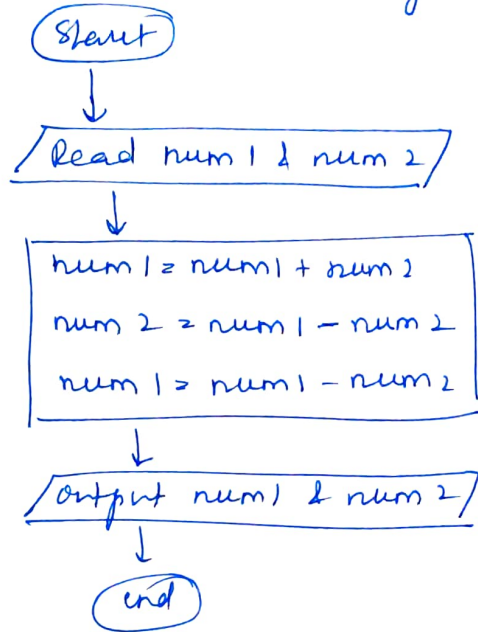 Start
Read num 1 & num 2
num 1 = num 1 + num 2
num 2 = num 1 - num 2
num 1 = num 1 - num 2
output num 1 & num 2
end